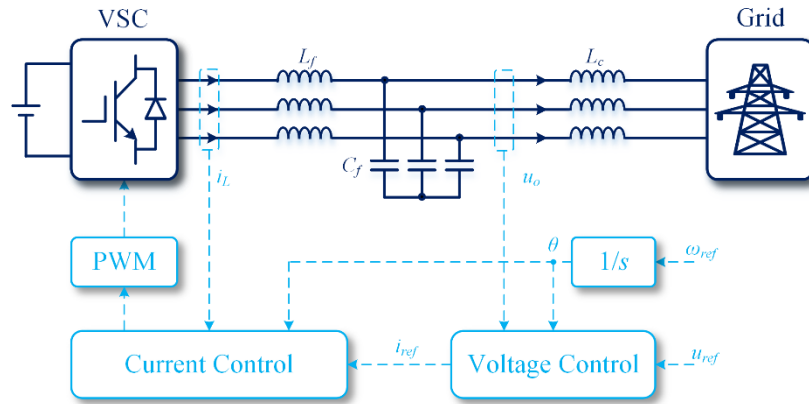 VSC
Grid
L_f
L_c
C_f
i_L
u_o
PWM
θ
1/s
ω_ref
Current Control
i_ref
Voltage Control
u_ref